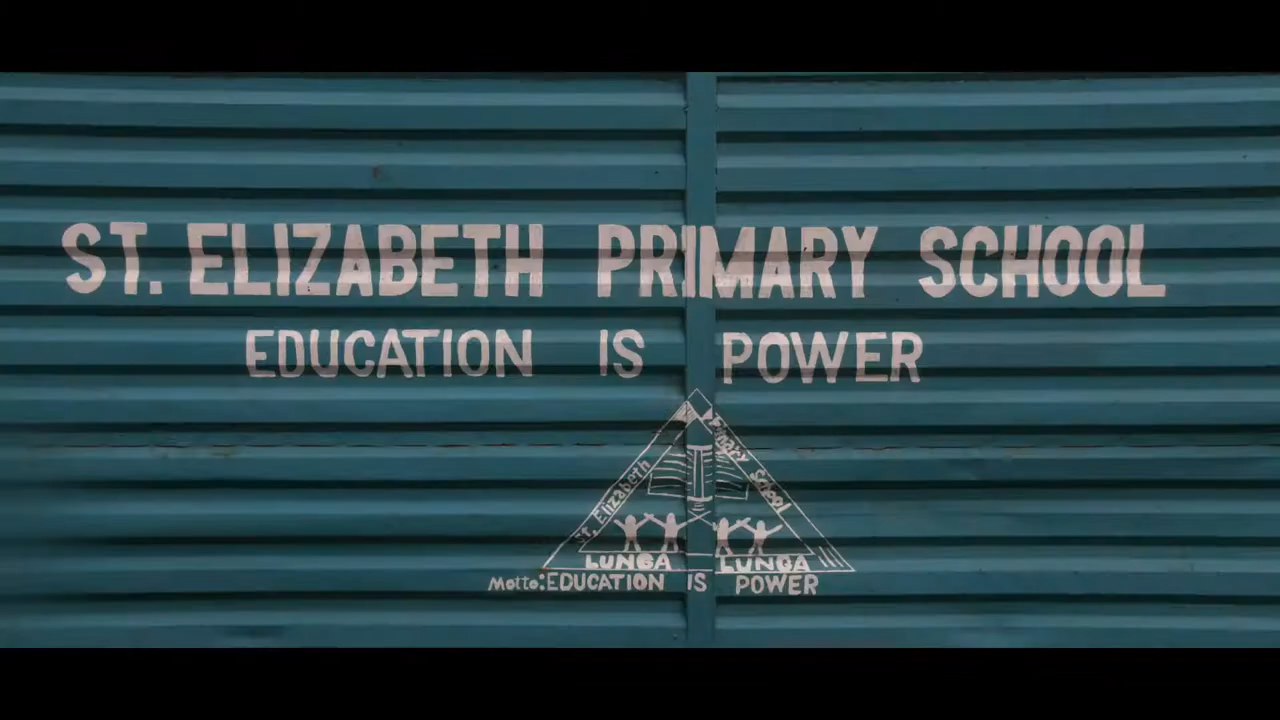 ST. ELIZABETH PRIMARY SCHOOL
EDUCATION IS POWER
St. Elizabeth Primary School
LUNGA LUNGA
Motto: EDUCATION IS POWER